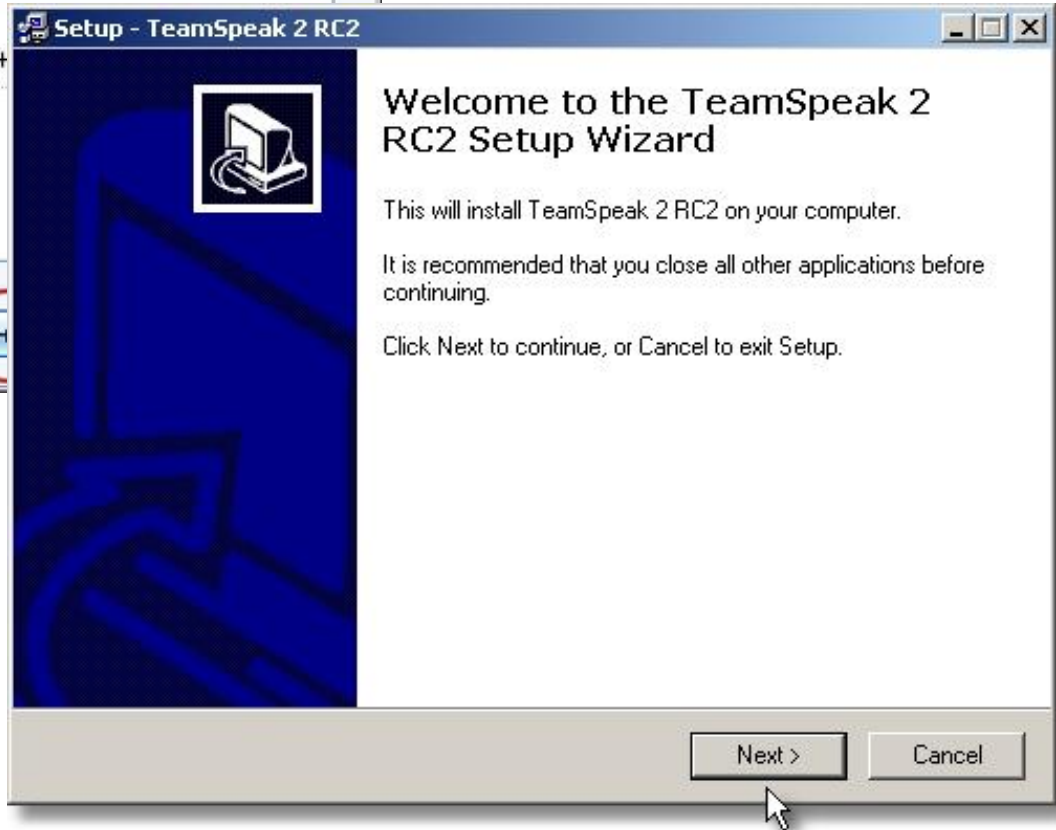 Setup - TeamSpeak 2 RC2
Welcome to the TeamSpeak 2
RC2 Setup Wizard
This will install TeamSpeak 2 RC2 on your computer.
It is recommended that you close all other applications before
continuing.
Click Next to continue, or Cancel to exit Setup.
Next >
Cancel